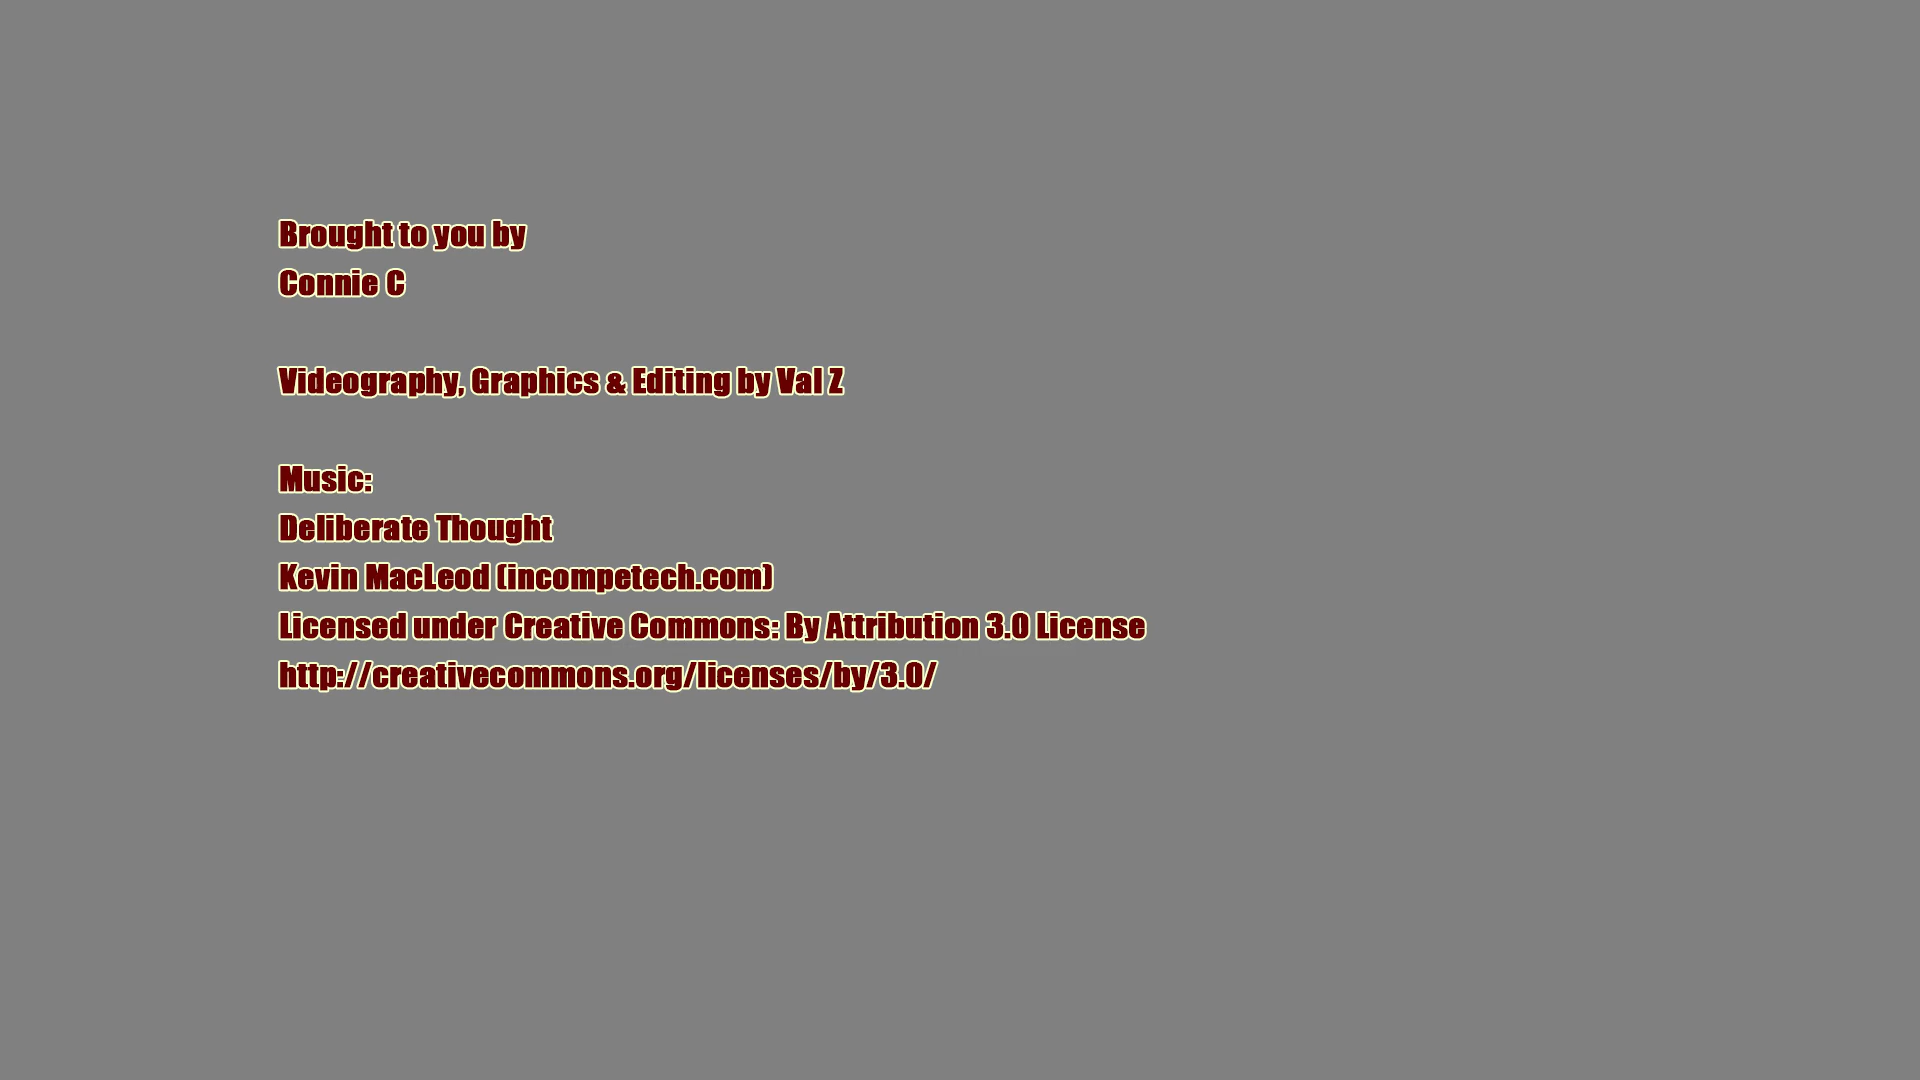 Brought to you by
Connie C
Videography, Graphics & Editing by Val Z
Music:
Deliberate Thought
Kevin MacLeod (incompetech.com)
Licensed under Creative Commons: By Attribution 3.0 License
http://creativecommons.org/licenses/by/3.0/